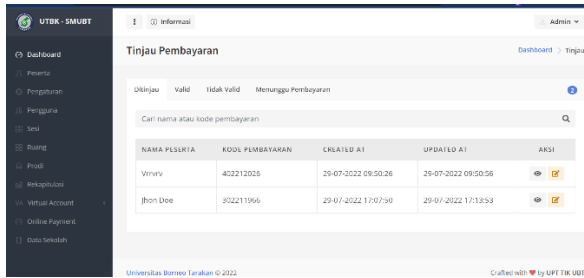 UTBK - SMUBT
Informasi
Admin
Dashboard
Peserta
Pengaturan
Pengguna
Sesi
Ruang
Prodi
Rekapitulasi
VA Virtual Account
Online Payment
Data Sekolah
Tinjau Pembayaran
Dashboard > Tinjau
Ditinjau Valid Tidak Valid Menunggu Pembayaran 2
Cari nama atau kode pembayaran
NAMA PESERTA KODE PEMBAYARAN CREATED AT UPDATED AT AKSI
Vrrvrv 402212026 29-07-2022 09:50:26 29-07-2022 09:50:56
Jhon Doe 302211966 29-07-2022 17:07:50 29-07-2022 17:13:53
Universitas Borneo Tarakan © 2022
Crafted with ❤ by UPT TIK UBT